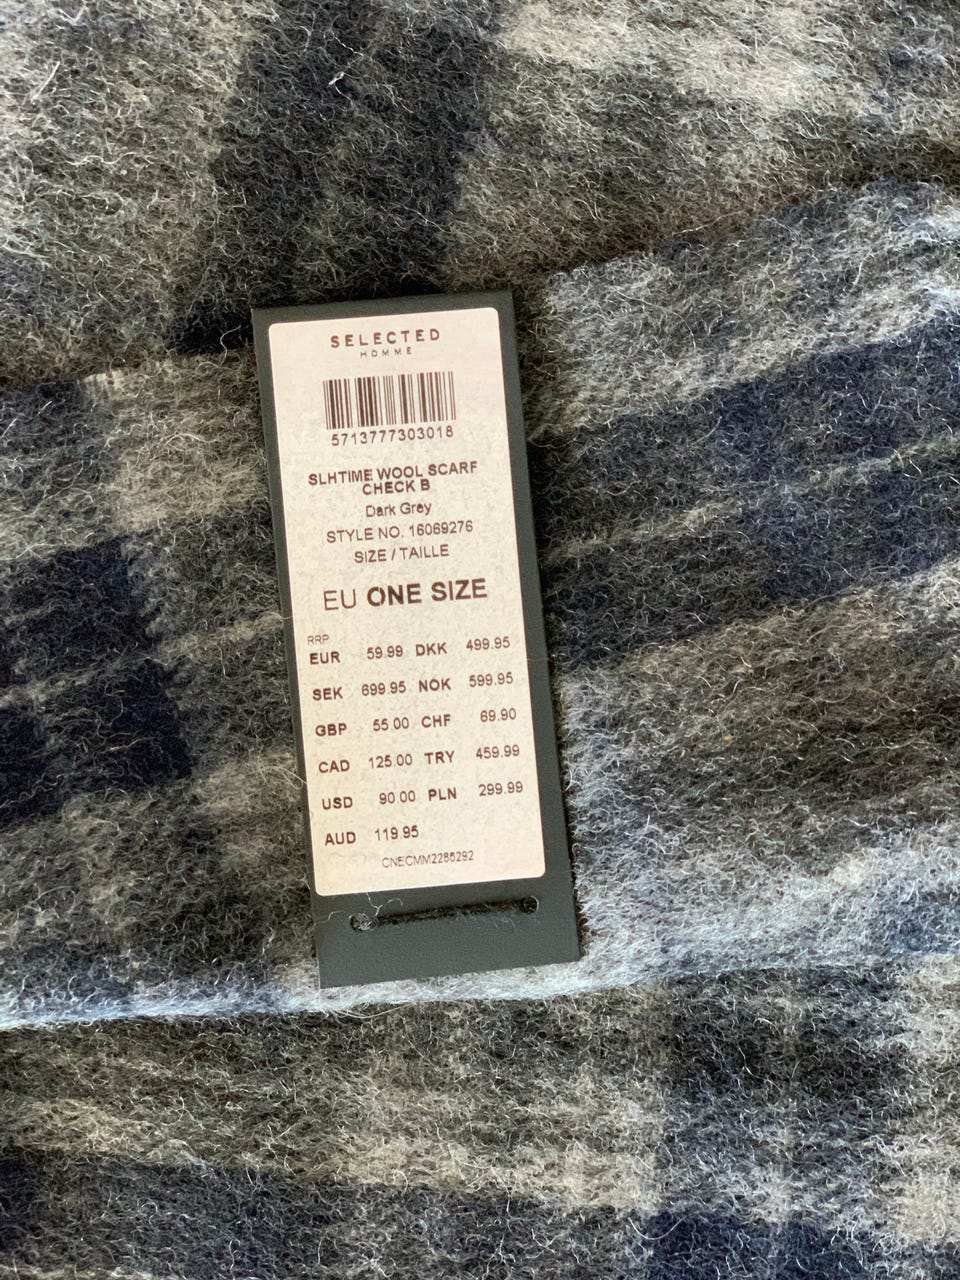 SELECTED
HOMME
5713777303018
SLHTIME WOOL SCARF
CHECK B
Dark Grey
STYLE NO. 16069276
SIZE / TAILLE
EU ONE SIZE
RRP
EUR 59.99 DKK 499.95
SEK 699.95 NOK 599.95
GBP 55.00 CHF 69.90
CAD 125.00 TRY 459.99
USD 90.00 PLN 299.99
AUD 119.95
CNECMM2286292